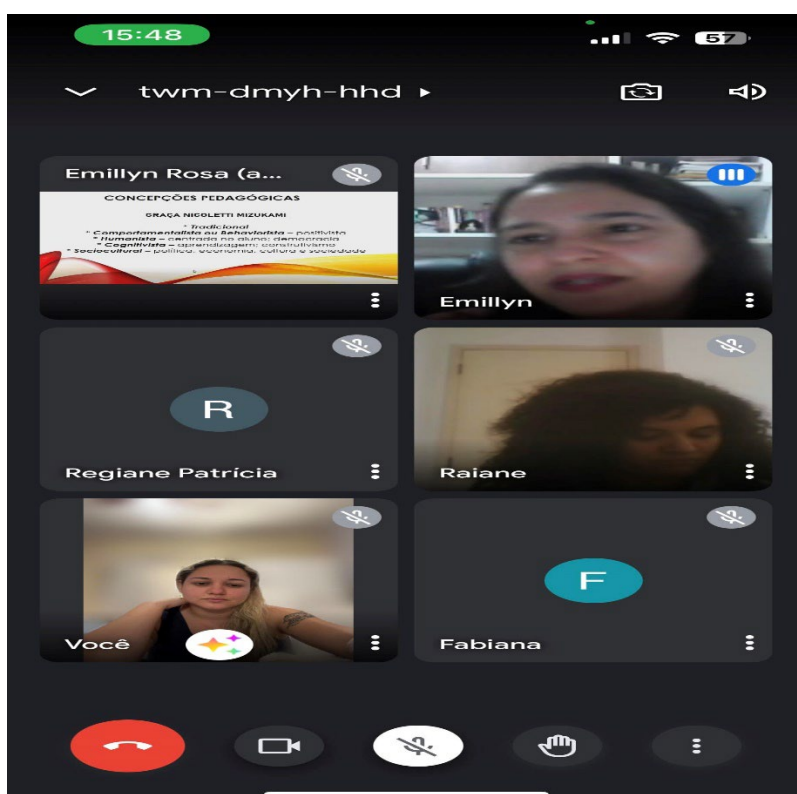 15:48
57
twm-dmyh-hhd
Emillyn Rosa (a...
CONCEPÇÕES PEDAGÓGICAS
GRAÇA NICOLETTI MIZUKAMI
* Tradicional
* Comportamentalista ou Behaviorista – positivista
* Humanista – centrada no aluno; democracia
* Cognitivista – aprendizagem; construtivismo
* Sociocultural – política, economia, cultura e sociedade
Emillyn
R
Regiane Patrícia
Raiane
Você
F
Fabiana